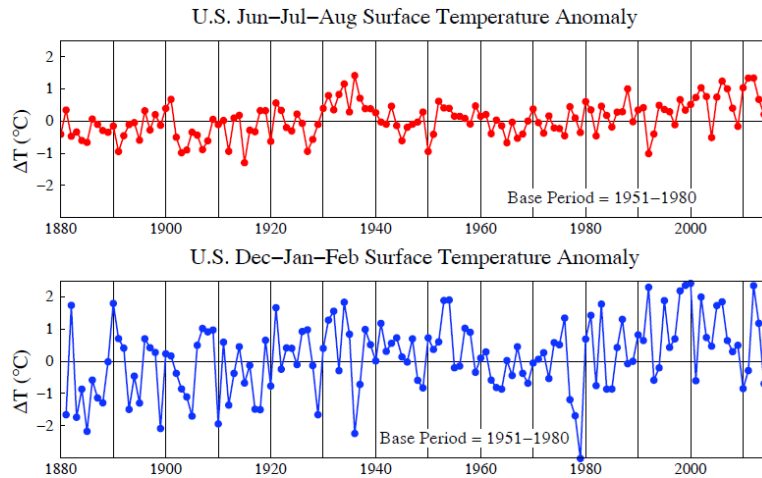 U.S. Jun−Jul−Aug Surface Temperature Anomaly
2
1
0
−1
−2
ΔT (°C)
Base Period = 1951−1980
1880 1900 1920 1940 1960 1980 2000
U.S. Dec−Jan−Feb Surface Temperature Anomaly
2
1
0
−1
−2
ΔT (°C)
Base Period = 1951−1980
1880 1900 1920 1940 1960 1980 2000